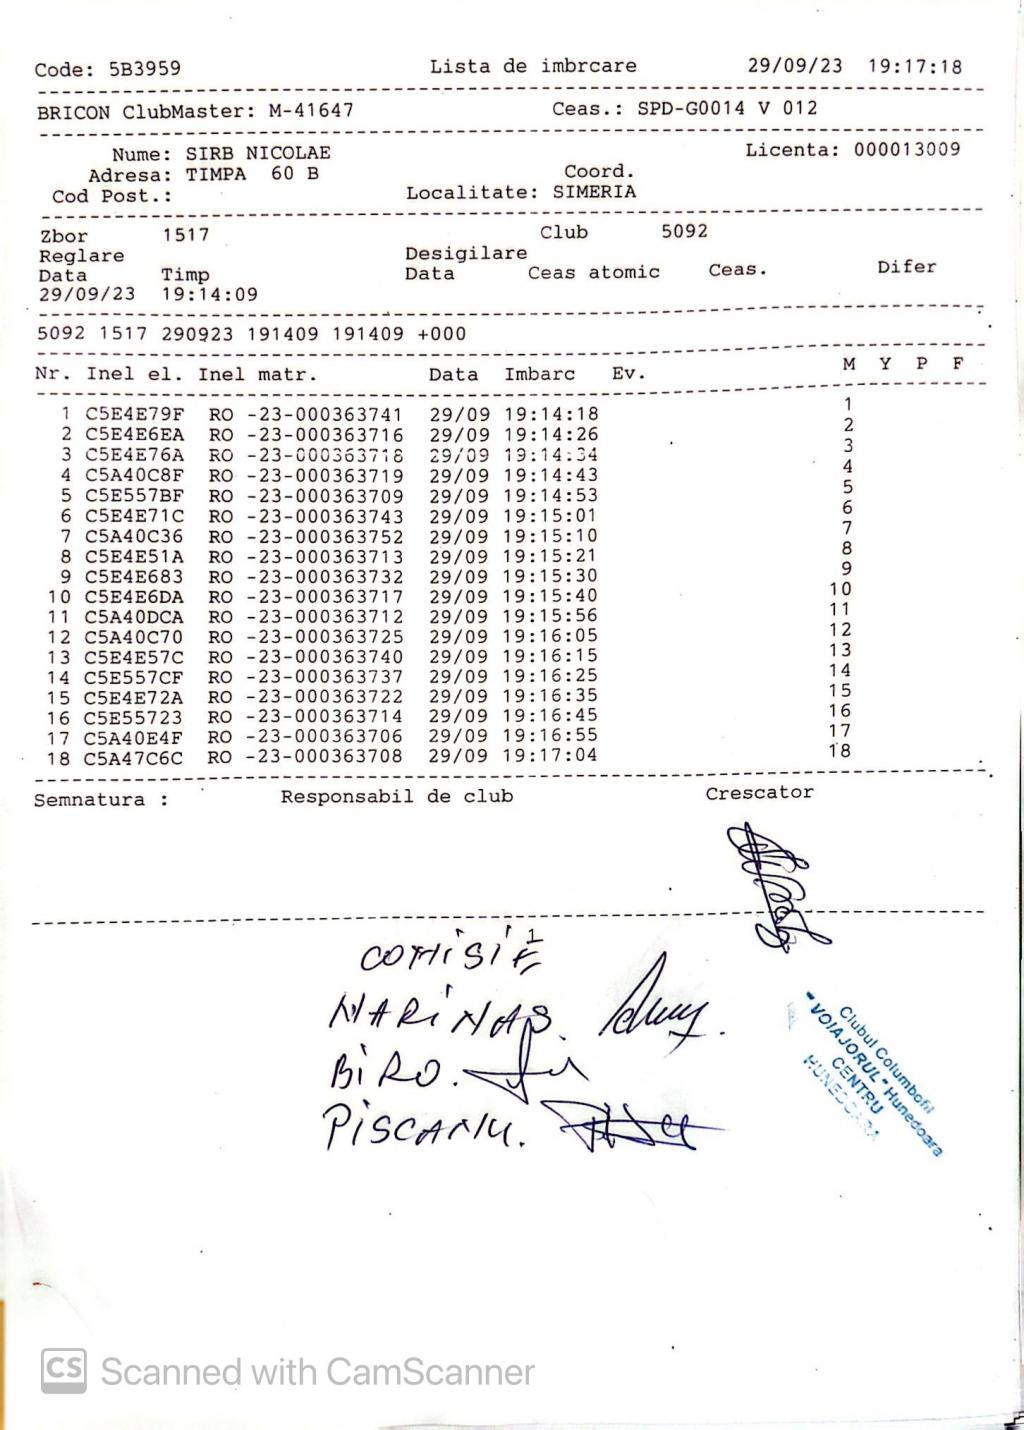 Code: 5B3959 Lista de imbrcare 29/09/23 19:17:18
BRICON ClubMaster: M-41647 Ceas.: SPD-G0014 V 012
Nume: SIRB NICOLAE Licenta: 000013009
Adresa: TIMPA 60 B Coord.
Cod Post.: Localitate: SIMERIA
Zbor 1517 Club 5092
Reglare Desigilare
Data Timp Data Ceas atomic Ceas. Difer
29/09/23 19:14:09
5092 1517 290923 191409 191409 +000
Nr. Inel el. Inel matr. Data Imbarc Ev. M Y P F
1 C5E4E79F RO -23-000363741 29/09 19:14:18 1
2 C5E4E6EA RO -23-000363716 29/09 19:14:26 2
3 C5E4E76A RO -23-000363718 29/09 19:14:34 3
4 C5A40C8F RO -23-000363719 29/09 19:14:43 4
5 C5E557BF RO -23-000363709 29/09 19:14:53 5
6 C5E4E71C RO -23-000363743 29/09 19:15:01 6
7 C5A40C36 RO -23-000363752 29/09 19:15:10 7
8 C5E4E51A RO -23-000363713 29/09 19:15:21 8
9 C5E4E683 RO -23-000363732 29/09 19:15:30 9
10 C5E4E6DA RO -23-000363717 29/09 19:15:40 10
11 C5A40DCA RO -23-000363712 29/09 19:15:56 11
12 C5A40C70 RO -23-000363725 29/09 19:16:05 12
13 C5E4E57C RO -23-000363740 29/09 19:16:15 13
14 C5E557CF RO -23-000363737 29/09 19:16:25 14
15 C5E4E72A RO -23-000363722 29/09 19:16:35 15
16 C5E55723 RO -23-000363714 29/09 19:16:45 16
17 C5A40E4F RO -23-000363706 29/09 19:16:55 17
18 C5A47C6C RO -23-000363708 29/09 19:17:04 18
Semnatura : Responsabil de club Crescator
COMISIE
MARINAS.
BIRO.
PISCANU.
Clubul Columbofil
"VOIAJORUL" Hunedoara
CENTRU
HUNEDOARA
CS Scanned with CamScanner